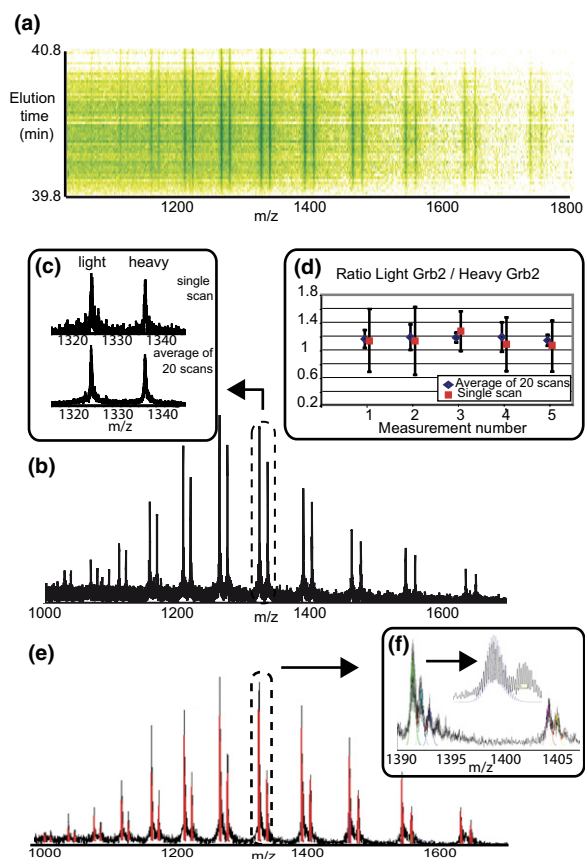 (a)
40.8
Elution
time
(min)
39.8
1200 1400 1600 1800
m/z
(c)
light heavy
single
scan
1320 1330 1340
average of
20 scans
1320 1330 1340
m/z
(d)
Ratio Light Grb2 / Heavy Grb2
1.8
1.4
1
0.6
0.2
Average of 20 scans
Single scan
1 2 3 4 5
Measurement number
(b)
1000 1200 1400 1600
m/z
(e)
(f)
1390 1395 1400 1405
m/z
1000 1200 1400 1600
m/z